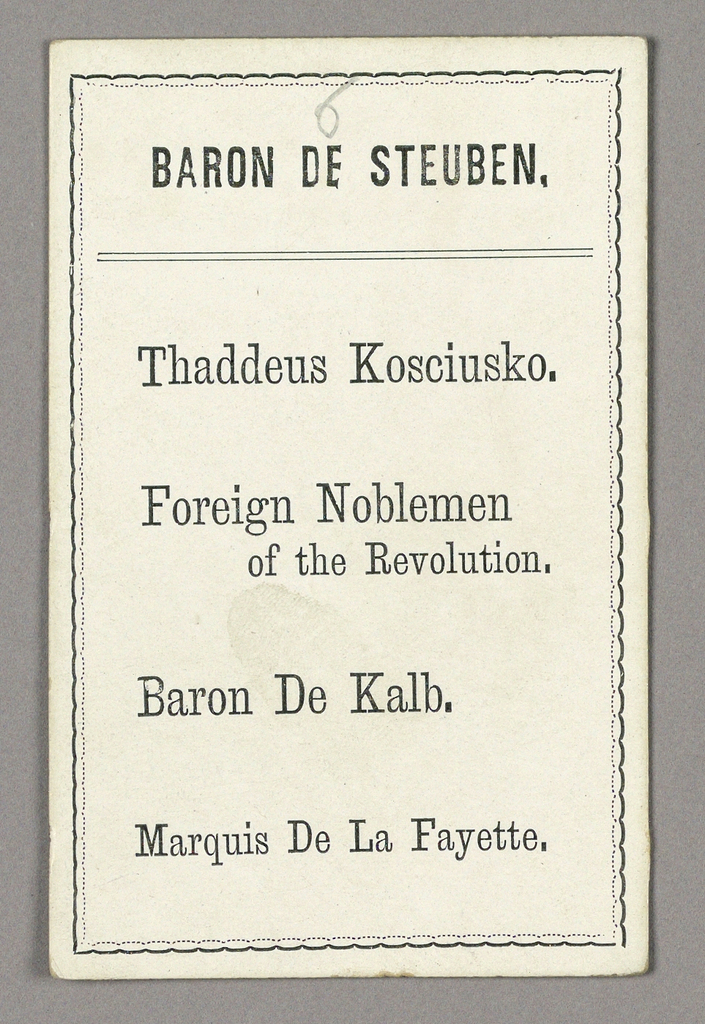 6
BARON DE STEUBEN.
Thaddeus Kosciusko.
Foreign Noblemen
of the Revolution.
Baron De Kalb.
Marquis De La Fayette.